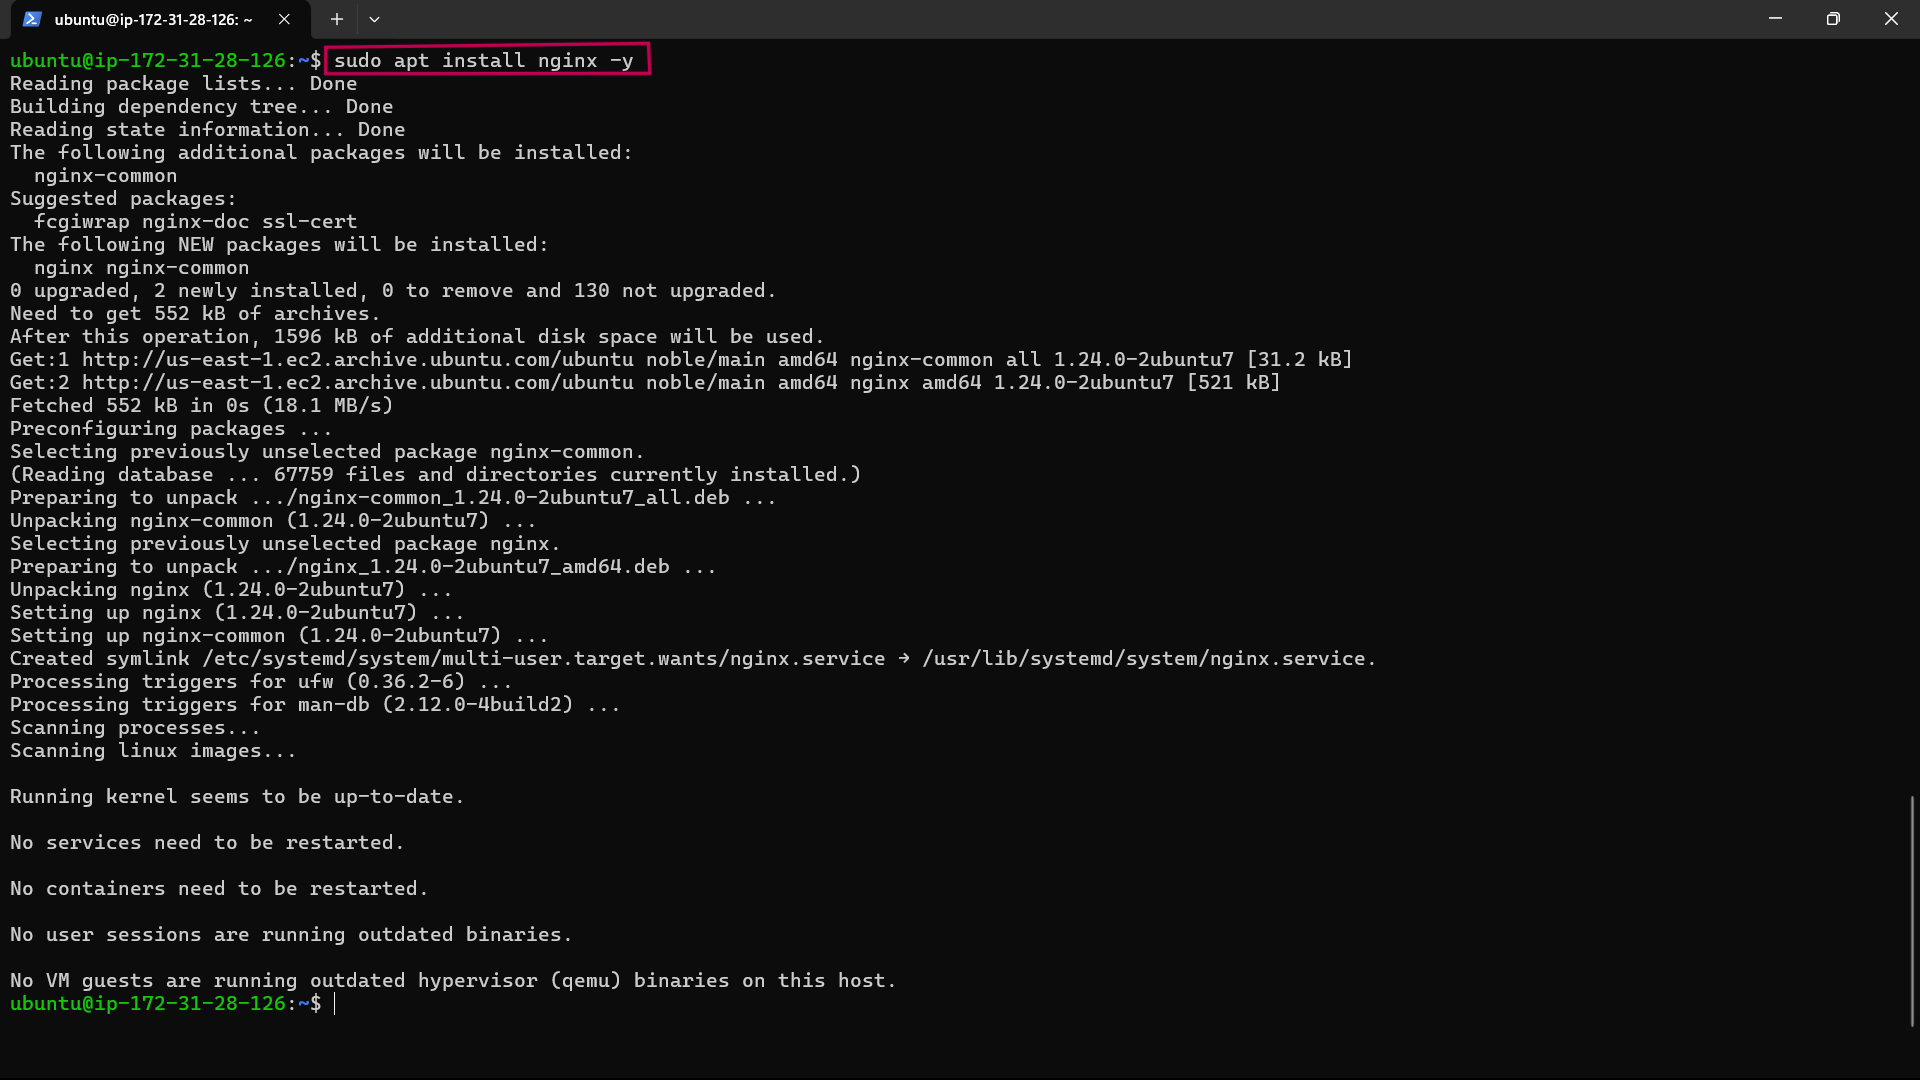 ubuntu@ip-172-31-28-126: ~
ubuntu@ip-172-31-28-126:~$ sudo apt install nginx -y
Reading package lists... Done
Building dependency tree... Done
Reading state information... Done
The following additional packages will be installed:
  nginx-common
Suggested packages:
  fcgiwrap nginx-doc ssl-cert
The following NEW packages will be installed:
  nginx nginx-common
0 upgraded, 2 newly installed, 0 to remove and 130 not upgraded.
Need to get 552 kB of archives.
After this operation, 1596 kB of additional disk space will be used.
Get:1 http://us-east-1.ec2.archive.ubuntu.com/ubuntu noble/main amd64 nginx-common all 1.24.0-2ubuntu7 [31.2 kB]
Get:2 http://us-east-1.ec2.archive.ubuntu.com/ubuntu noble/main amd64 nginx amd64 1.24.0-2ubuntu7 [521 kB]
Fetched 552 kB in 0s (18.1 MB/s)
Preconfiguring packages ...
Selecting previously unselected package nginx-common.
(Reading database ... 67759 files and directories currently installed.)
Preparing to unpack .../nginx-common_1.24.0-2ubuntu7_all.deb ...
Unpacking nginx-common (1.24.0-2ubuntu7) ...
Selecting previously unselected package nginx.
Preparing to unpack .../nginx_1.24.0-2ubuntu7_amd64.deb ...
Unpacking nginx (1.24.0-2ubuntu7) ...
Setting up nginx (1.24.0-2ubuntu7) ...
Setting up nginx-common (1.24.0-2ubuntu7) ...
Created symlink /etc/systemd/system/multi-user.target.wants/nginx.service → /usr/lib/systemd/system/nginx.service.
Processing triggers for ufw (0.36.2-6) ...
Processing triggers for man-db (2.12.0-4build2) ...
Scanning processes...
Scanning linux images...
Running kernel seems to be up-to-date.
No services need to be restarted.
No containers need to be restarted.
No user sessions are running outdated binaries.
No VM guests are running outdated hypervisor (qemu) binaries on this host.
ubuntu@ip-172-31-28-126:~$